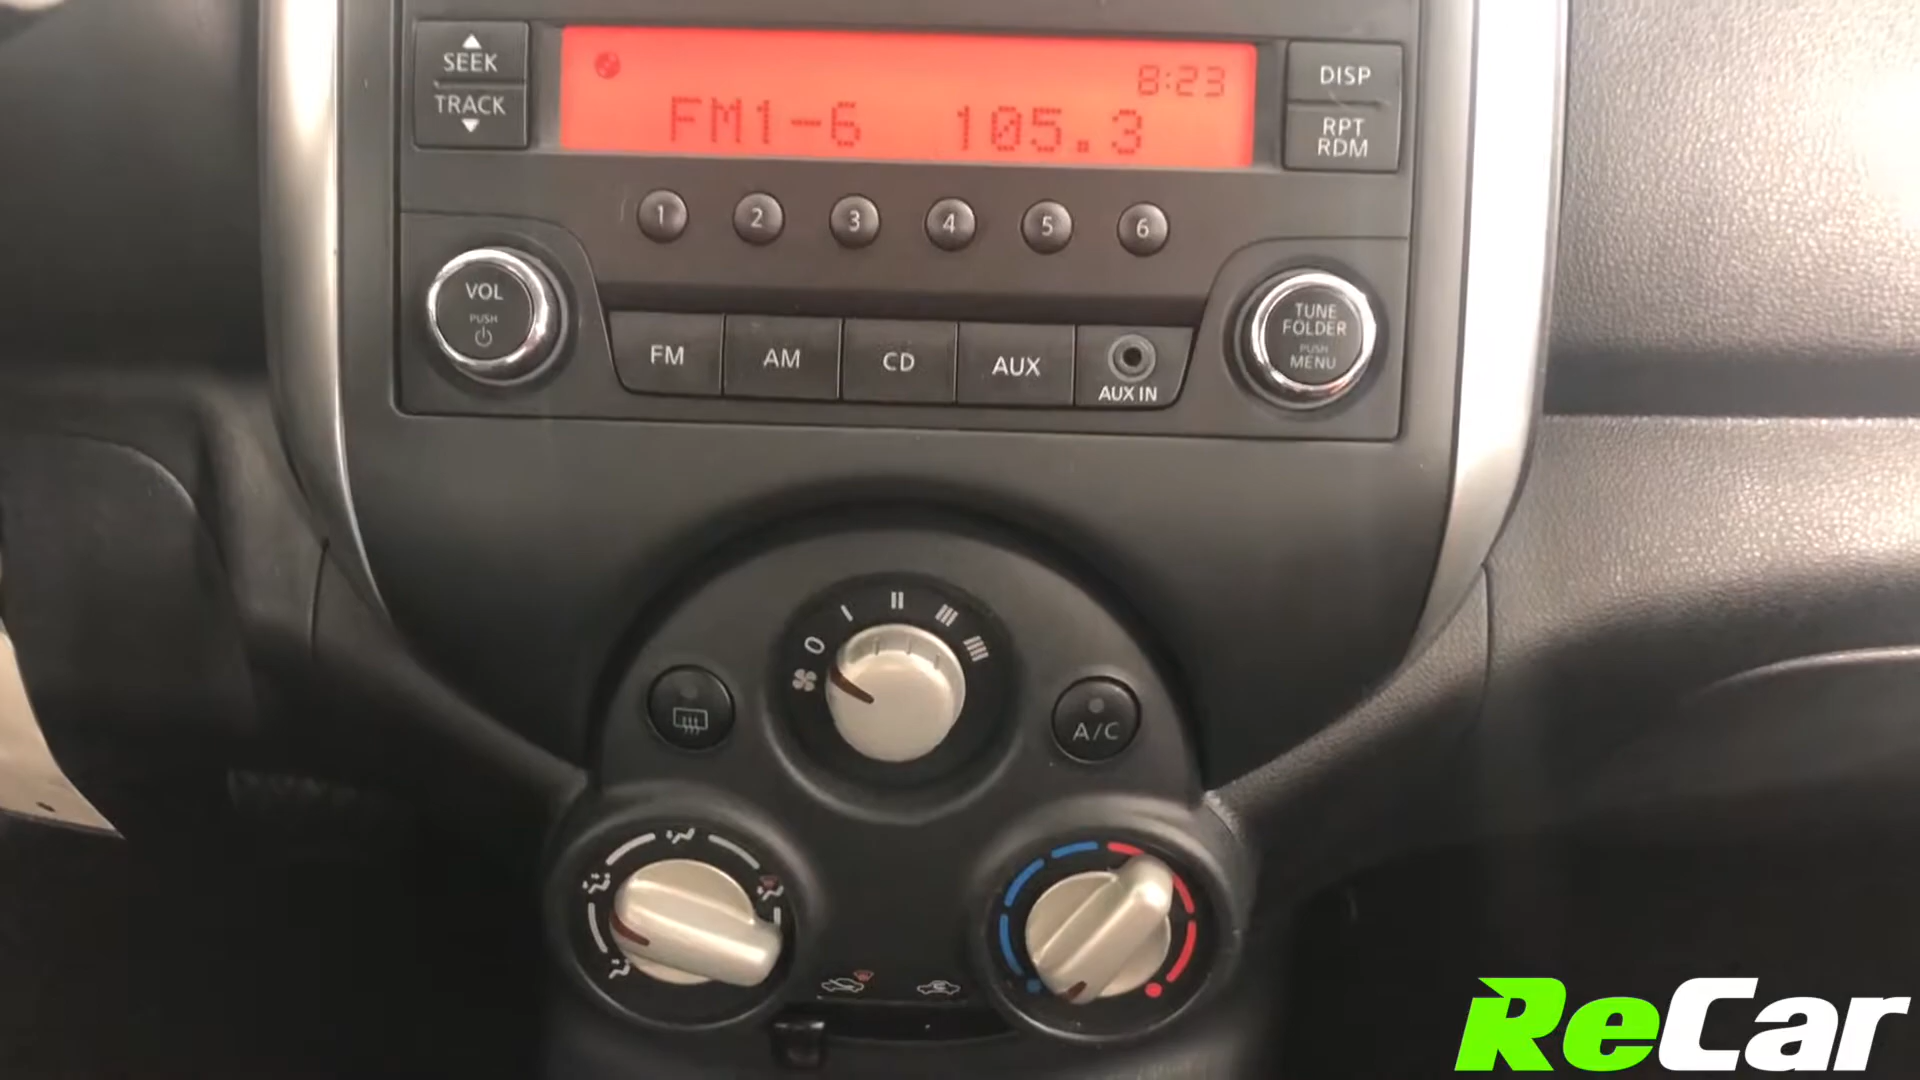 SEEK
TRACK
8:23
FM1-6 105.3
DISP
RPT
RDM
1 2 3 4 5 6
VOL
PUSH
TUNE
FOLDER
PUSH
MENU
FM AM CD AUX
AUX IN
0 I II III IIII
A/C
ReCar